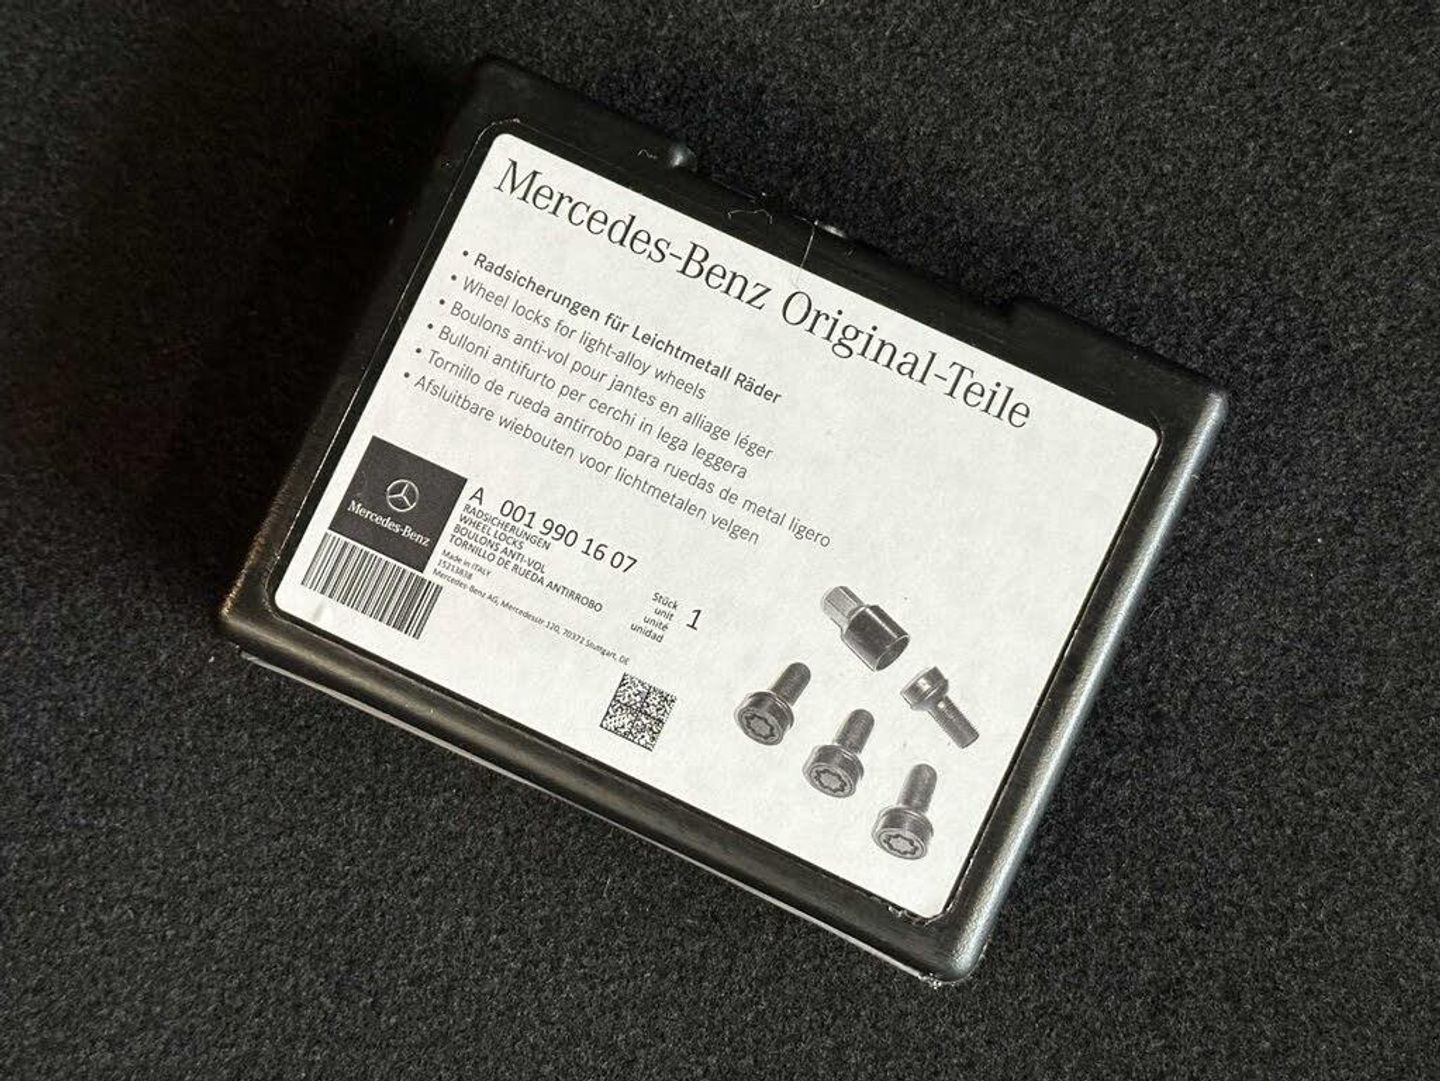 Mercedes-Benz Original-Teile
• Radsicherungen für Leichtmetall Räder
• Wheel locks for light-alloy wheels
• Boulons anti-vol pour jantes en alliage léger
• Bulloni antifurto per cerchi in lega leggera
• Tornillo de rueda antirrobo para ruedas de metal ligero
• Afsluitbare wiebouten voor lichtmetalen velgen
Mercedes-Benz
A 001 990 16 07
RADSICHERUNGEN
WHEEL LOCKS
BOULONS ANTI-VOL
TORNILLO DE RUEDA ANTIRROBO
Made in ITALY
15213838
Mercedes-Benz AG, Mercedesstr 120, 70372 Stuttgart, DE
Stück
unit
unité
unidad
1